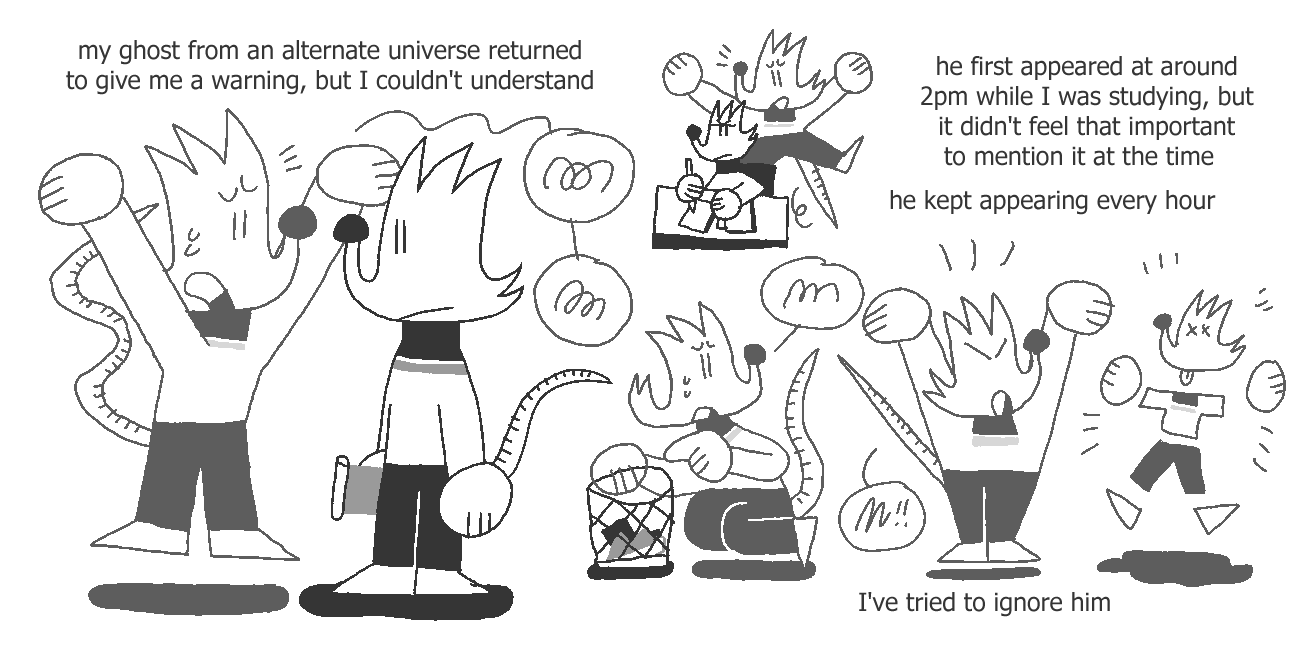 my ghost from an alternate universe returned
to give me a warning, but I couldn't understand
he first appeared at around
2pm while I was studying, but
it didn't feel that important
to mention it at the time
he kept appearing every hour
I've tried to ignore him